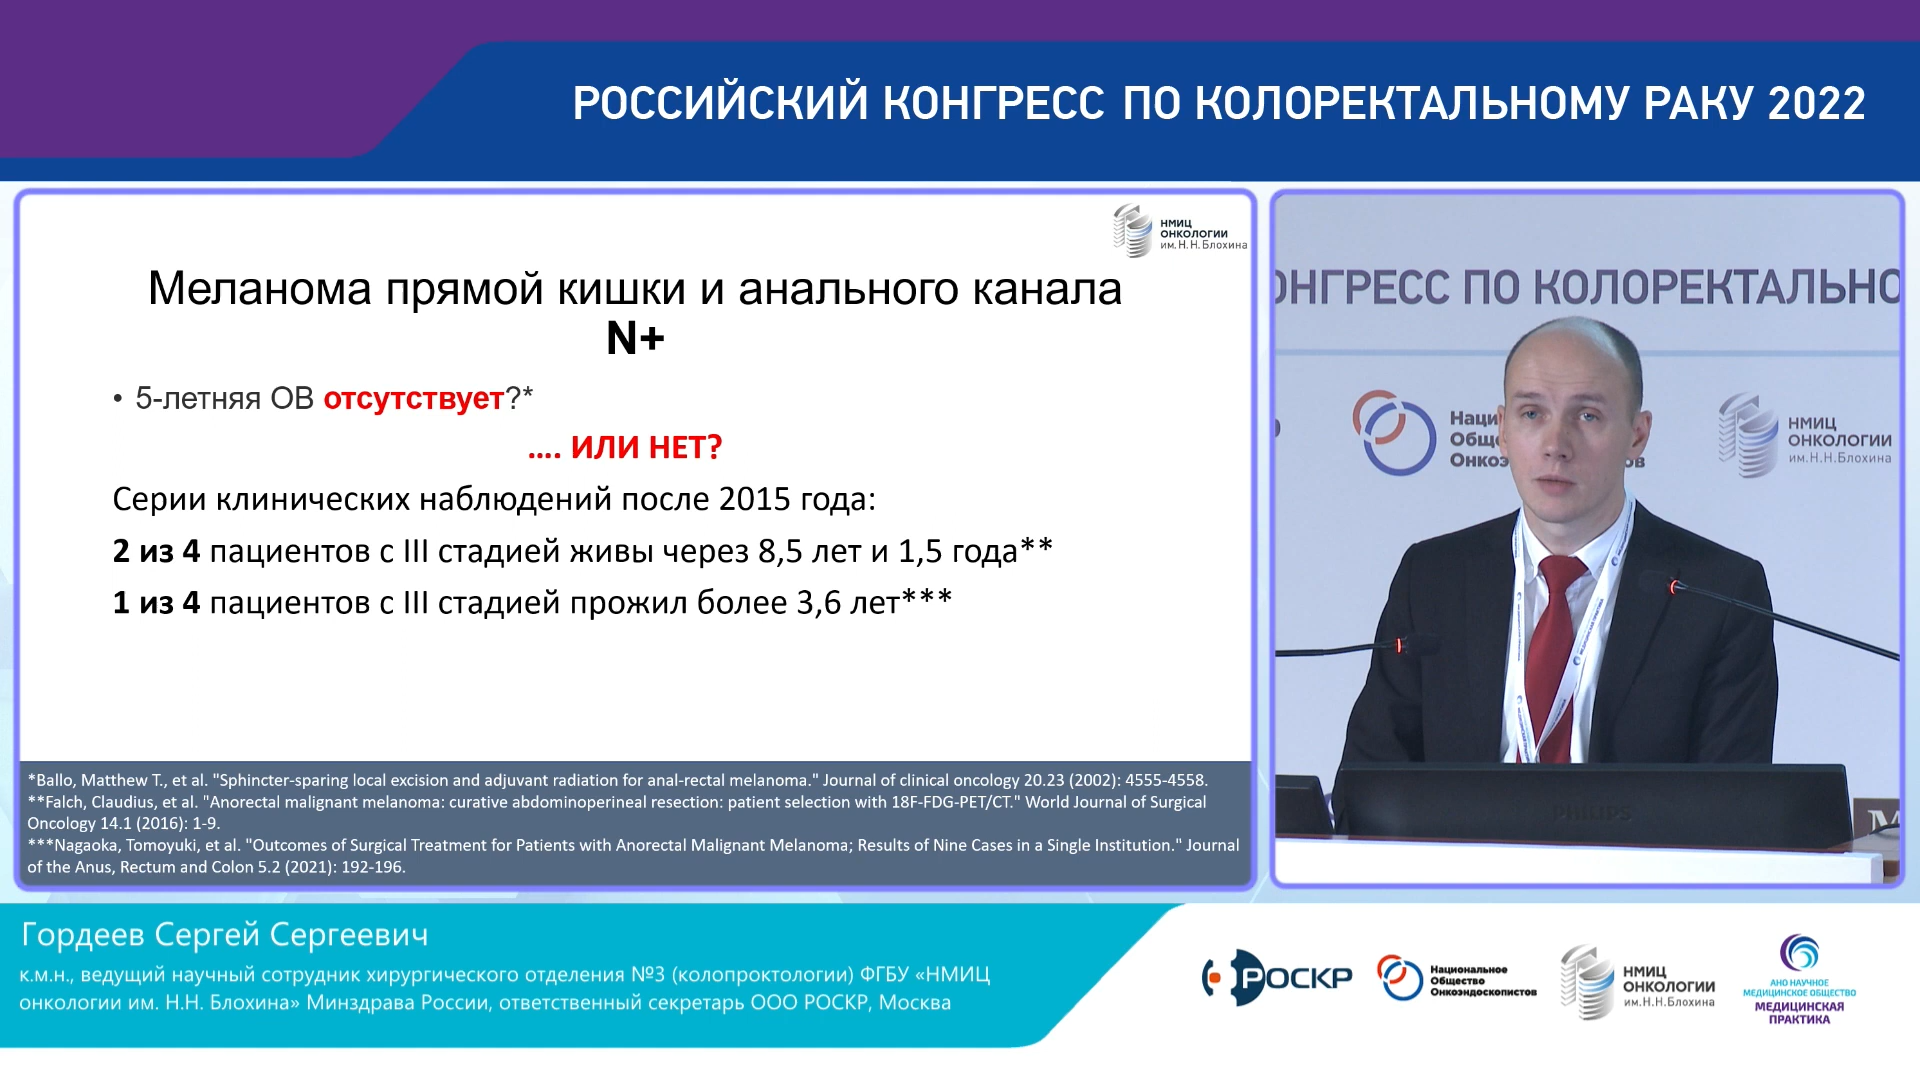 РОССИЙСКИЙ КОНГРЕСС ПО КОЛОРЕКТАЛЬНОМУ РАКУ 2022
НМИЦ
ОНКОЛОГИИ
им. Н.Н. Блохина
Меланома прямой кишки и анального канала
N+
• 5-летняя ОВ отсутствует?*
.... ИЛИ НЕТ?
Серии клинических наблюдений после 2015 года:
2 из 4 пациентов с III стадией живы через 8,5 лет и 1,5 года**
1 из 4 пациентов с III стадией прожил более 3,6 лет***
*Ballo, Matthew T., et al. "Sphincter-sparing local excision and adjuvant radiation for anal-rectal melanoma." Journal of clinical oncology 20.23 (2002): 4555-4558.
**Falch, Claudius, et al. "Anorectal malignant melanoma: curative abdominoperineal resection: patient selection with 18F-FDG-PET/CT." World Journal of Surgical
Oncology 14.1 (2016): 1-9.
***Nagaoka, Tomoyuki, et al. "Outcomes of Surgical Treatment for Patients with Anorectal Malignant Melanoma; Results of Nine Cases in a Single Institution." Journal
of the Anus, Rectum and Colon 5.2 (2021): 192-196.
ОНГРЕСС ПО КОЛОРЕКТАЛЬНО
Наци
Обще
Онкоэ ов
НМИЦ
ОНКОЛОГИИ
им.Н.Н.Блохина
PHILIPS
М
Гордеев Сергей Сергеевич
к.м.н., ведущий научный сотрудник хирургического отделения №3 (колопроктологии) ФГБУ «НМИЦ
онкологии им. Н.Н. Блохина» Минздрава России, ответственный секретарь ООО РОСКР, Москва
РОСКР
Национальное
Общество
Онкоэндоскопистов
НМИЦ
ОНКОЛОГИИ
им.Н.Н.Блохина
АНО НАУЧНОЕ
МЕДИЦИНСКОЕ ОБЩЕСТВО
МЕДИЦИНСКАЯ
ПРАКТИКА